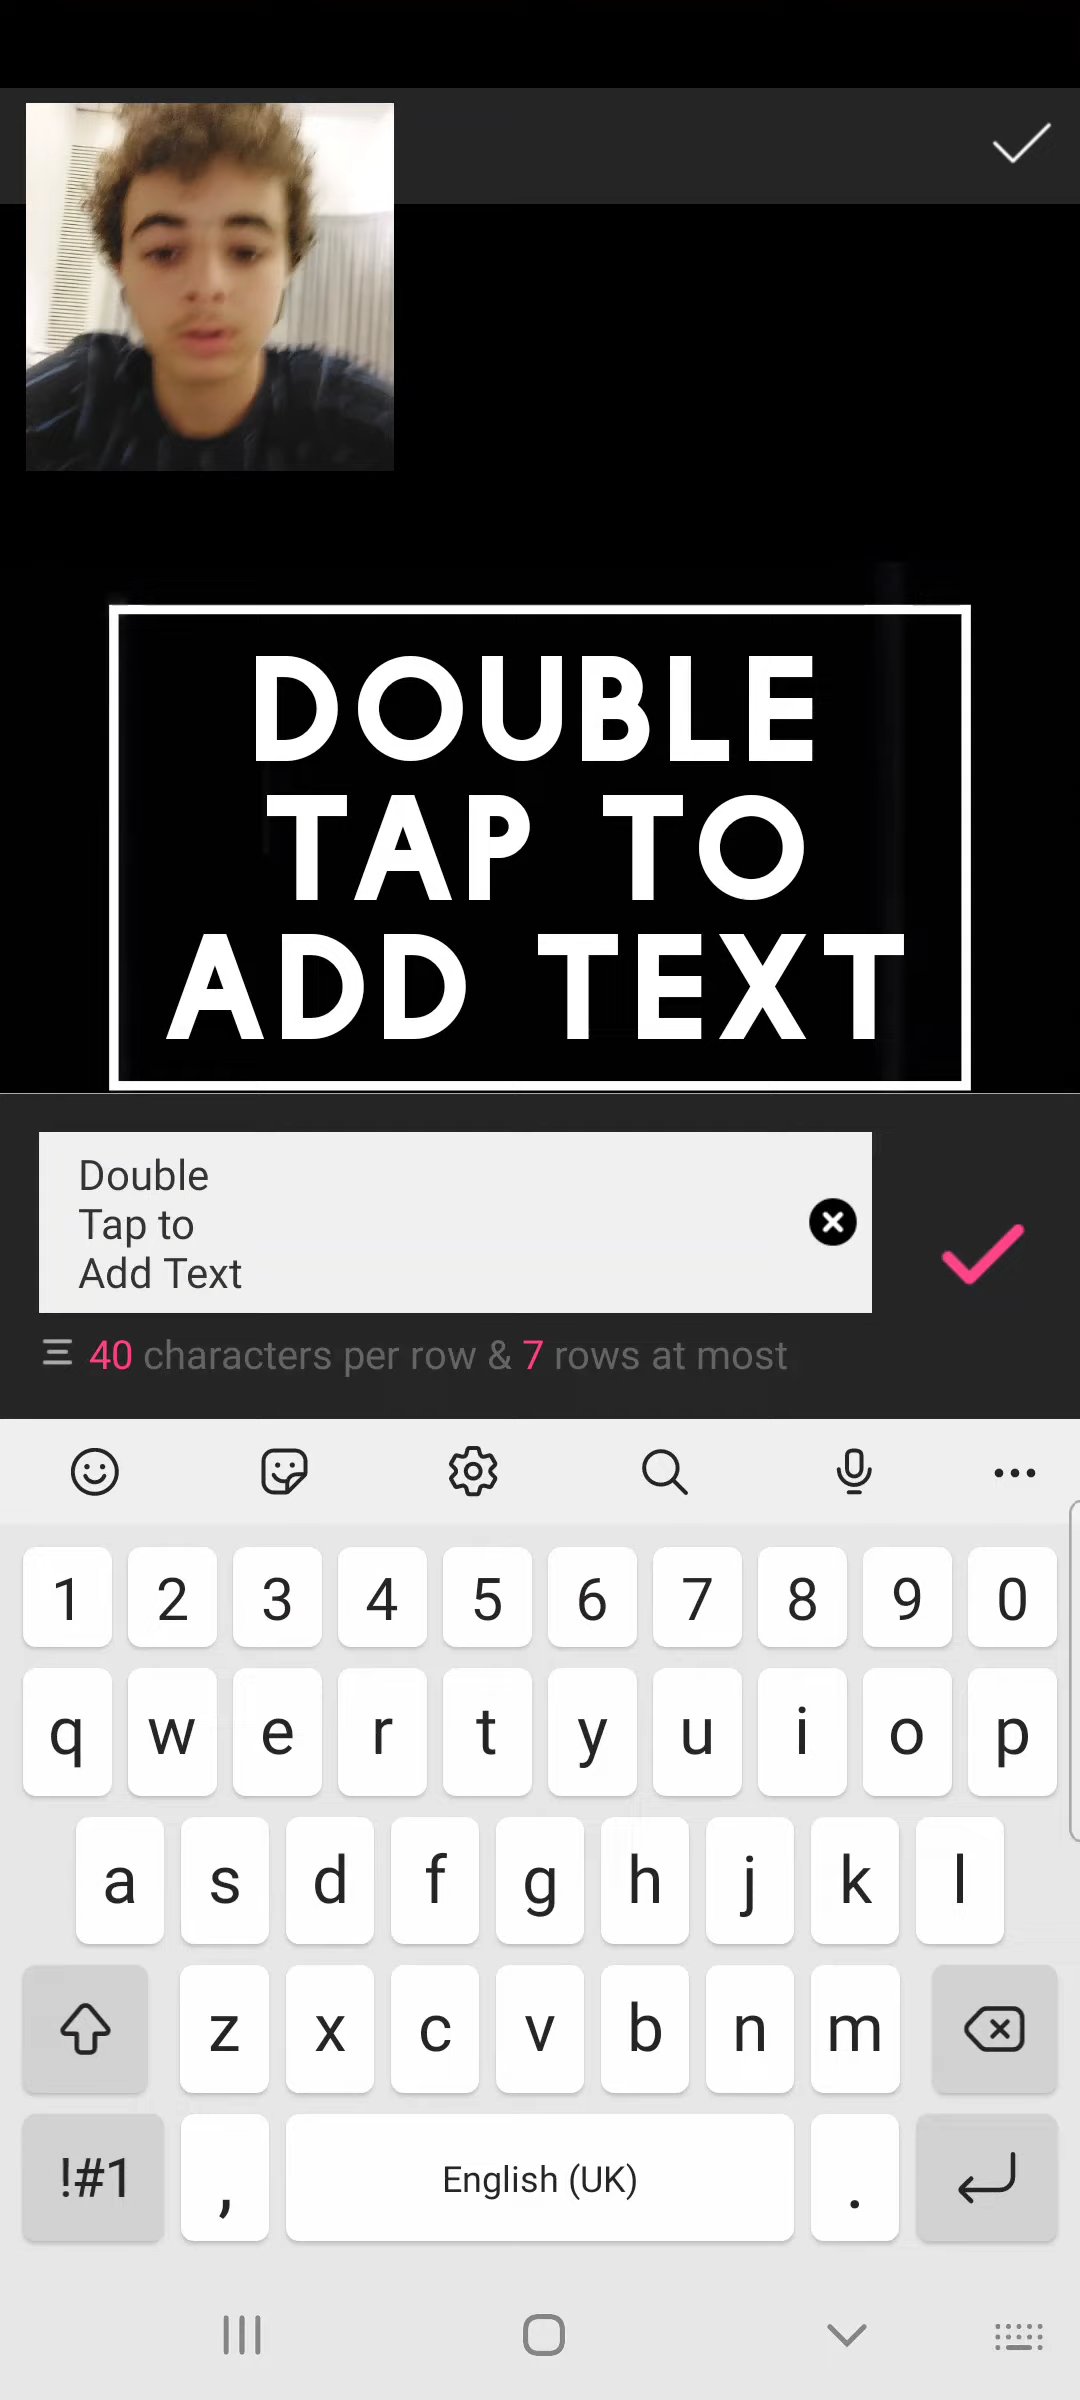 DOUBLE
TAP TO
ADD TEXT
Double
Tap to
Add Text
40 characters per row & 7 rows at most
1 2 3 4 5 6 7 8 9 0
q w e r t y u i o p
a s d f g h j k l
z x c v b n m
!#1 , English (UK) .